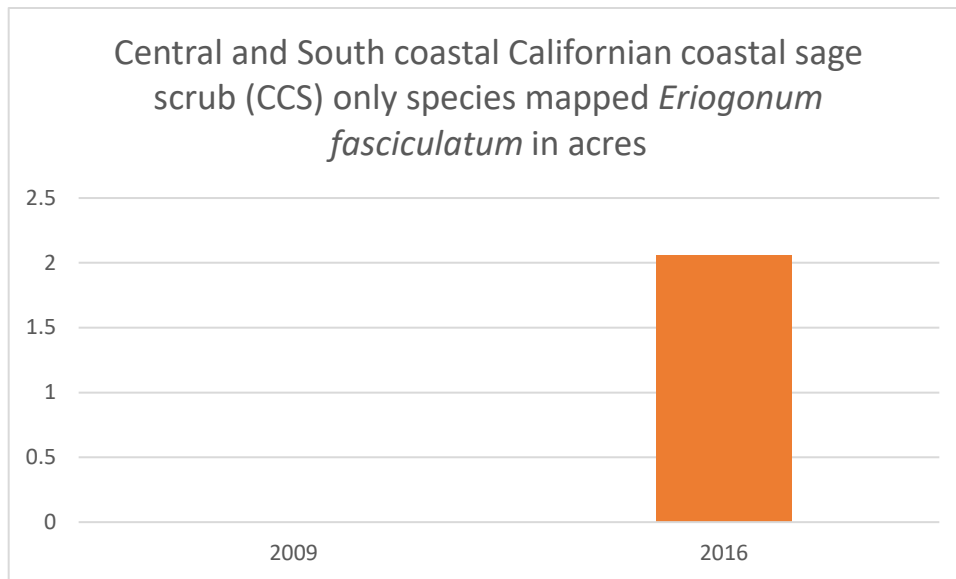 Central and South coastal Californian coastal sage
scrub (CCS) only species mapped Eriogonum
fasciculatum in acres
2.5
2
1.5
1
0.5
0
2009 2016